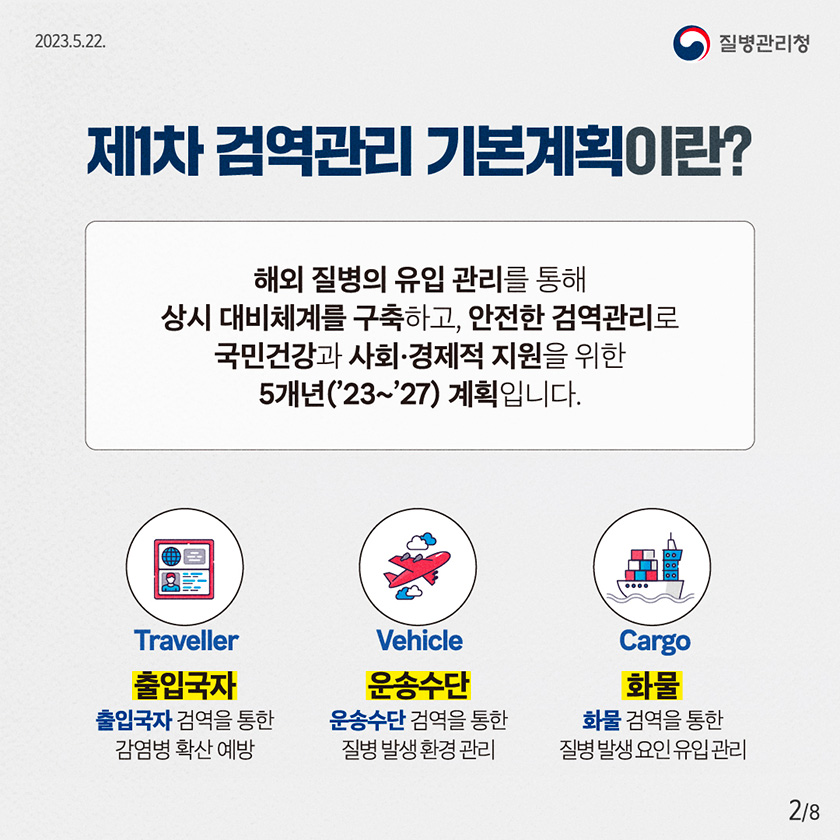 2023.5.22.
질병관리청
제1차 검역관리 기본계획이란?
해외 질병의 유입 관리를 통해
상시 대비체계를 구축하고, 안전한 검역관리로
국민건강과 사회·경제적 지원을 위한
5개년('23~'27) 계획입니다.
Traveller
출입국자
출입국자 검역을 통한
감염병 확산 예방
Vehicle
운송수단
운송수단 검역을 통한
질병 발생 환경 관리
Cargo
화물
화물 검역을 통한
질병 발생 요인 유입 관리
2/8